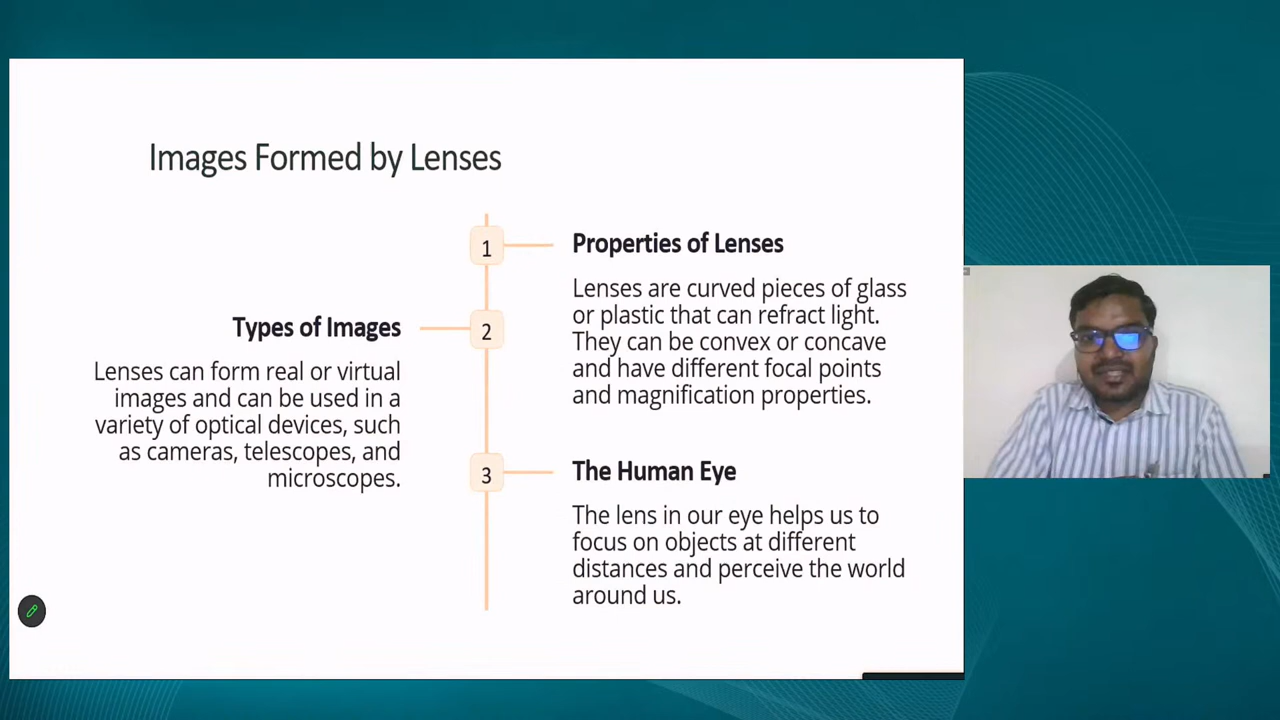 Images Formed by Lenses
1
Properties of Lenses
Lenses are curved pieces of glass
or plastic that can refract light.
They can be convex or concave
and have different focal points
and magnification properties.
2
Types of Images
Lenses can form real or virtual
images and can be used in a
variety of optical devices, such
as cameras, telescopes, and
microscopes.
3
The Human Eye
The lens in our eye helps us to
focus on objects at different
distances and perceive the world
around us.